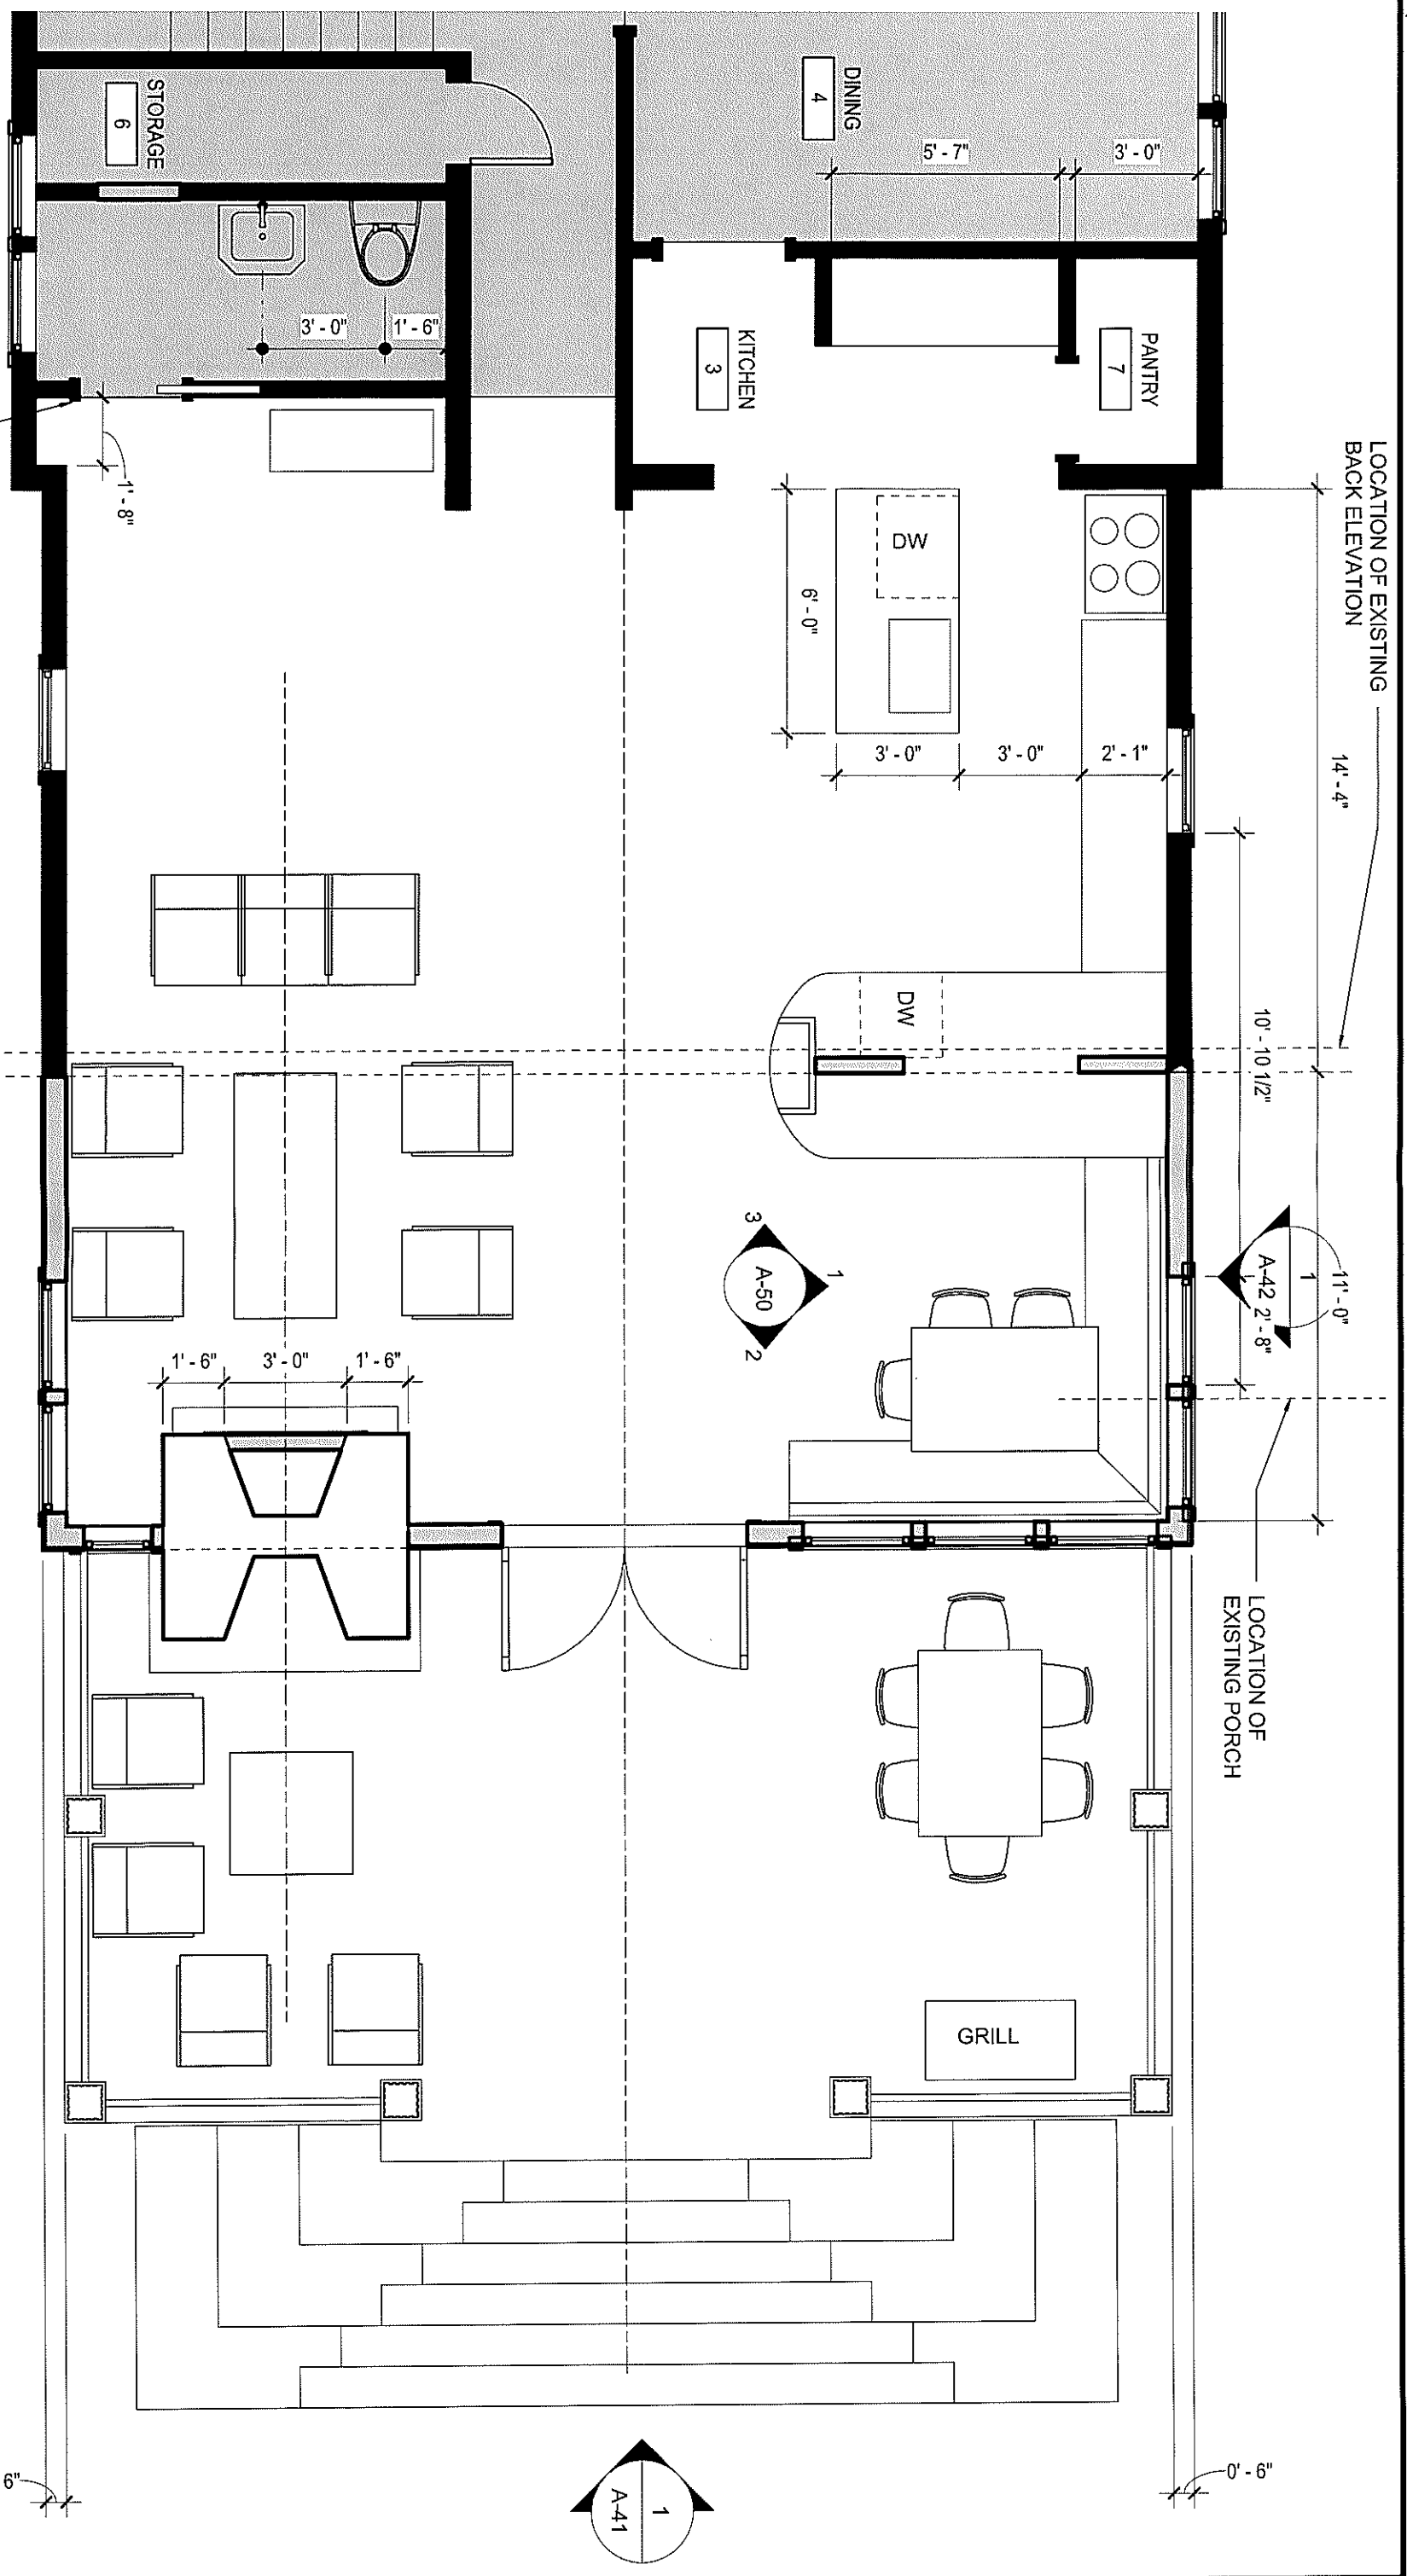 STORAGE
6
DINING
4
5' - 7"
3' - 0"
3' - 0"
1' - 6"
KITCHEN
3
PANTRY
7
LOCATION OF EXISTING
BACK ELEVATION
1' - 8"
DW
6' - 0"
3' - 0"
3' - 0"
2' - 1"
14' - 4"
DW
10' - 10 1/2"
3
1
A-50
2
1
A-42
2' - 8"
11' - 0"
1' - 6"
3' - 0"
1' - 6"
LOCATION OF
EXISTING PORCH
GRILL
6"
0' - 6"
1
A-41